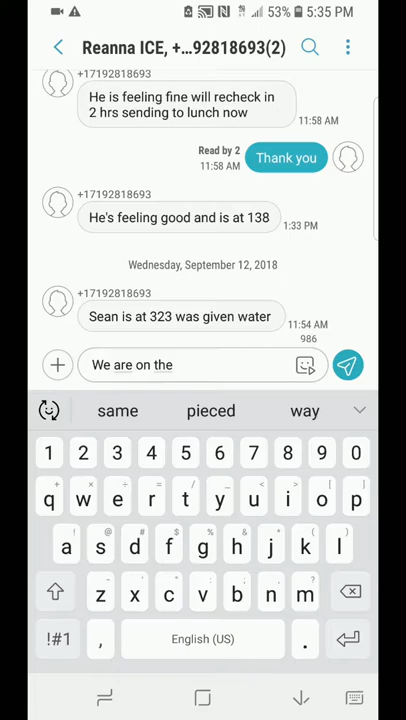 53% 5:35 PM
Reanna ICE, +...92818693(2)
+17192818693
He is feeling fine will recheck in
2 hrs sending to lunch now
11:58 AM
Read by 2
11:58 AM
Thank you
+17192818693
He's feeling good and is at 138
1:33 PM
Wednesday, September 12, 2018
+17192818693
Sean is at 323 was given water
11:54 AM
986
We are on the
same pieced way
1 2 3 4 5 6 7 8 9 0
+ × ÷ = / _ < > [ ]
q w e r t y u i o p
! @ # $ % ^ & * ( )
a s d f g h j k l
- ' " : ; , ?
z x c v b n m
!#1 , English (US) .